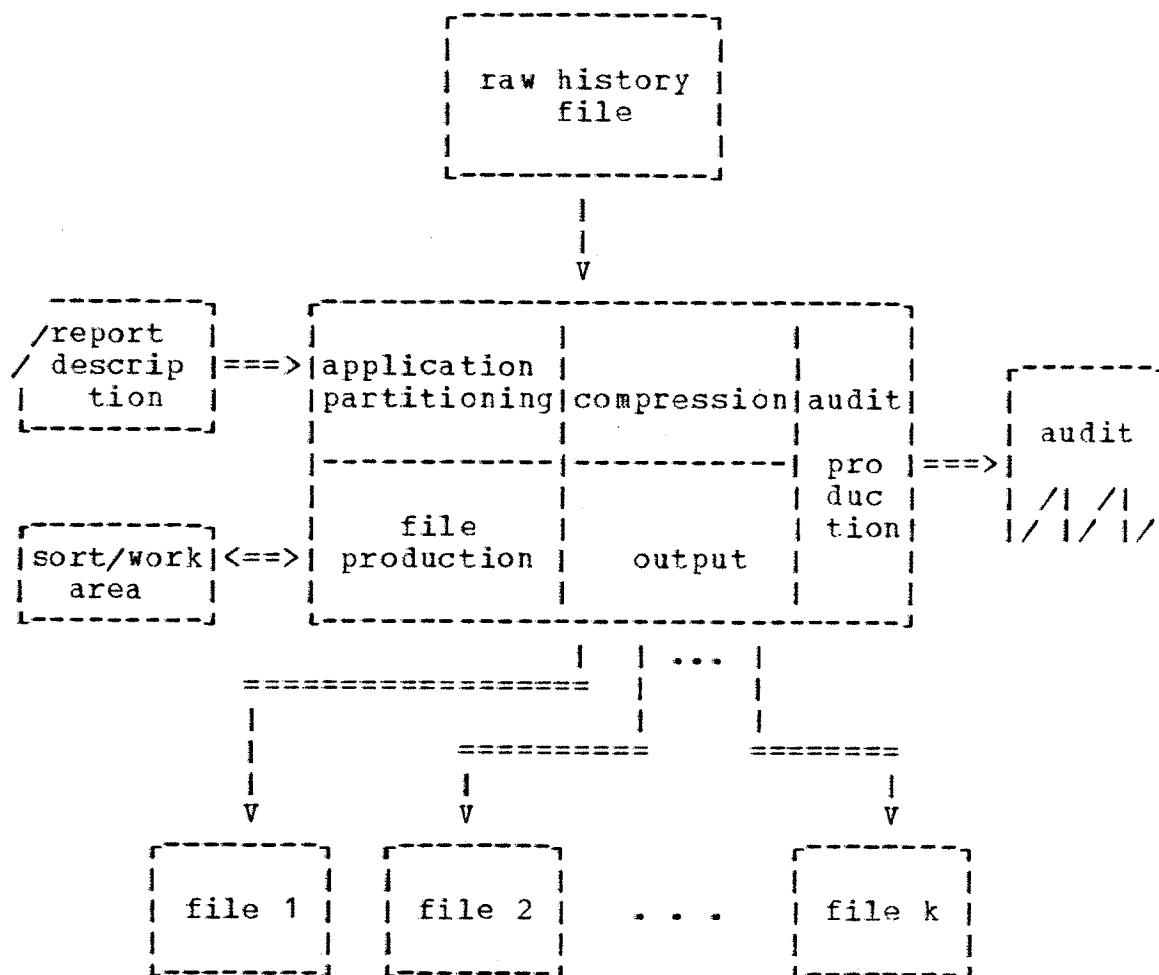 raw history
file
report
descrip
tion
application
partitioning
compression
audit
pro
duc
tion
audit
sort/work
area
file
production
output
...
file 1
file 2
. . .
file k